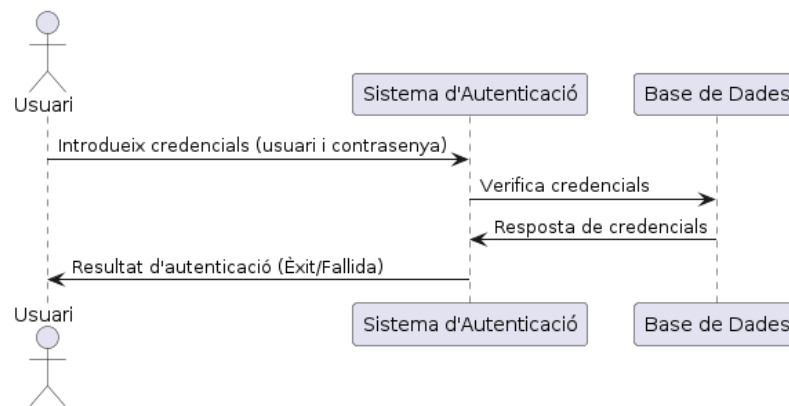 Usuari
Sistema d'Autenticació
Base de Dades
Introdueix credencials (usuari i contrasenya)
Verifica credencials
Resposta de credencials
Resultat d'autenticació (Èxit/Fallida)
Usuari
Sistema d'Autenticació
Base de Dades